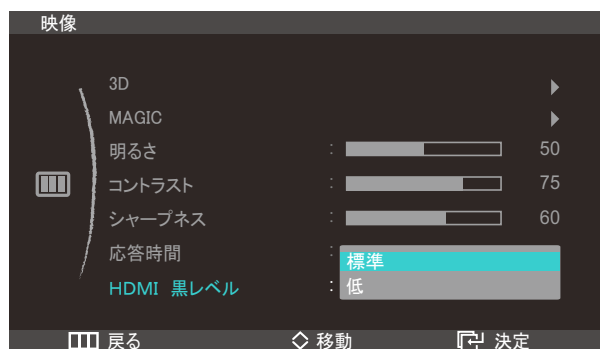 映像
3D
MAGIC
明るさ : 50
コントラスト : 75
シャープネス : 60
応答時間 :
標準
HDMI 黒レベル : 低
戻る 移動 決定